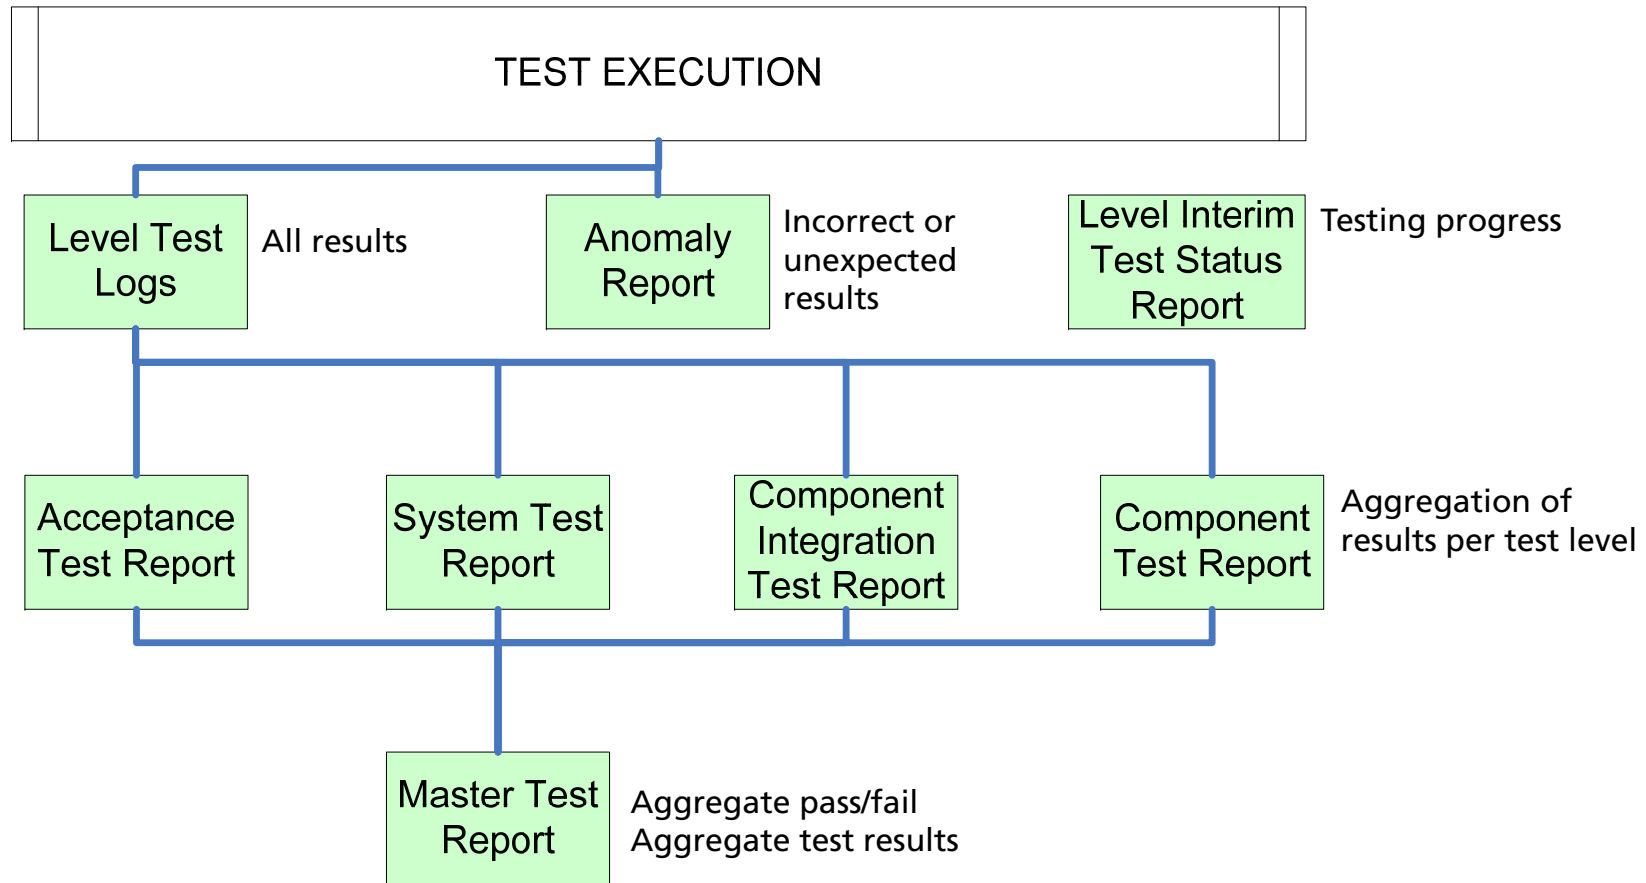 TEST EXECUTION
Level Test
Logs
All results
Anomaly
Report
Incorrect or
unexpected
results
Level Interim
Test Status
Report
Testing progress
Acceptance
Test Report
System Test
Report
Component
Integration
Test Report
Component
Test Report
Aggregation of
results per test level
Master Test
Report
Aggregate pass/fail
Aggregate test results